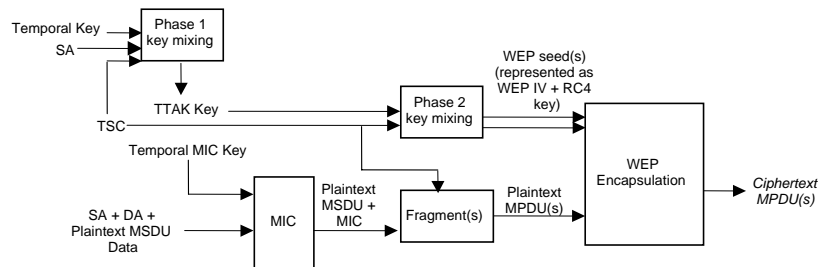 Temporal Key
SA
Phase 1
key mixing
TTAK Key
TSC
Phase 2
key mixing
WEP seed(s)
(represented as
WEP IV + RC4
key)
Temporal MIC Key
SA + DA +
Plaintext MSDU
Data
MIC
Plaintext
MSDU +
MIC
Fragment(s)
Plaintext
MPDU(s)
WEP
Encapsulation
Ciphertext
MPDU(s)